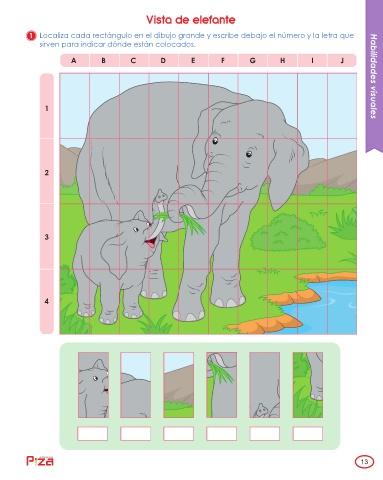 Vista de elefante
1 Localiza cada rectángulo en el dibujo grande y escribe debajo el número y la letra que
sirven para indicar dónde están colocados.
Habilidades visuales
A B C D E F G H I J
1
2
3
4
13